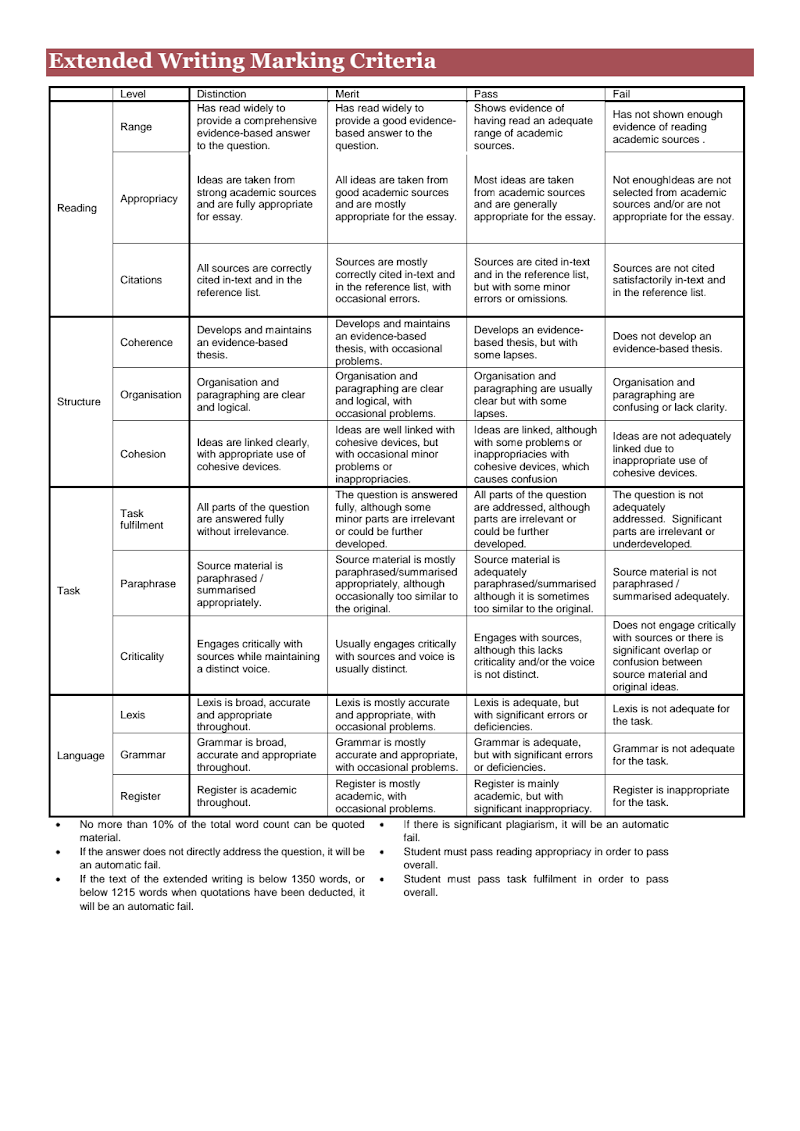 Extended Writing Marking Criteria
Level Distinction Merit Pass Fail
Reading
Range
Has read widely to
provide a comprehensive
evidence-based answer
to the question.
Has read widely to
provide a good evidence-
based answer to the
question.
Shows evidence of
having read an adequate
range of academic
sources.
Has not shown enough
evidence of reading
academic sources .
Appropriacy
Ideas are taken from
strong academic sources
and are fully appropriate
for essay.
All ideas are taken from
good academic sources
and are mostly
appropriate for the essay.
Most ideas are taken
from academic sources
and are generally
appropriate for the essay.
Not enoughIdeas are not
selected from academic
sources and/or are not
appropriate for the essay.
Citations
All sources are correctly
cited in-text and in the
reference list.
Sources are mostly
correctly cited in-text and
in the reference list, with
occasional errors.
Sources are cited in-text
and in the reference list,
but with some minor
errors or omissions.
Sources are not cited
satisfactorily in-text and
in the reference list.
Structure
Coherence
Develops and maintains
an evidence-based
thesis.
Develops and maintains
an evidence-based
thesis, with occasional
problems.
Develops an evidence-
based thesis, but with
some lapses.
Does not develop an
evidence-based thesis.
Organisation
Organisation and
paragraphing are clear
and logical.
Organisation and
paragraphing are clear
and logical, with
occasional problems.
Organisation and
paragraphing are usually
clear but with some
lapses.
Organisation and
paragraphing are
confusing or lack clarity.
Cohesion
Ideas are linked clearly,
with appropriate use of
cohesive devices.
Ideas are well linked with
cohesive devices, but
with occasional minor
problems or
inappropriacies.
Ideas are linked, although
with some problems or
inappropriacies with
cohesive devices, which
causes confusion
Ideas are not adequately
linked due to
inappropriate use of
cohesive devices.
Task
Task
fulfilment
All parts of the question
are answered fully
without irrelevance.
The question is answered
fully, although some
minor parts are irrelevant
or could be further
developed.
All parts of the question
are addressed, although
parts are irrelevant or
could be further
developed.
The question is not
adequately
addressed. Significant
parts are irrelevant or
underdeveloped.
Paraphrase
Source material is
paraphrased /
summarised
appropriately.
Source material is mostly
paraphrased/summarised
appropriately, although
occasionally too similar to
the original.
Source material is
adequately
paraphrased/summarised
although it is sometimes
too similar to the original.
Source material is not
paraphrased /
summarised adequately.
Criticality
Engages critically with
sources while maintaining
a distinct voice.
Usually engages critically
with sources and voice is
usually distinct.
Engages with sources,
although this lacks
criticality and/or the voice
is not distinct.
Does not engage critically
with sources or there is
significant overlap or
confusion between
source material and
original ideas.
Language
Lexis
Lexis is broad, accurate
and appropriate
throughout.
Lexis is mostly accurate
and appropriate, with
occasional problems.
Lexis is adequate, but
with significant errors or
deficiencies.
Lexis is not adequate for
the task.
Grammar
Grammar is broad,
accurate and appropriate
throughout.
Grammar is mostly
accurate and appropriate,
with occasional problems.
Grammar is adequate,
but with significant errors
or deficiencies.
Grammar is not adequate
for the task.
Register
Register is academic
throughout.
Register is mostly
academic, with
occasional problems.
Register is mainly
academic, but with
significant inappropriacy.
Register is inappropriate
for the task.
• No more than 10% of the total word count can be quoted
material.
• If the answer does not directly address the question, it will be
an automatic fail.
• If the text of the extended writing is below 1350 words, or
below 1215 words when quotations have been deducted, it
will be an automatic fail.
• If there is significant plagiarism, it will be an automatic
fail.
• Student must pass reading appropriacy in order to pass
overall.
• Student must pass task fulfilment in order to pass
overall.